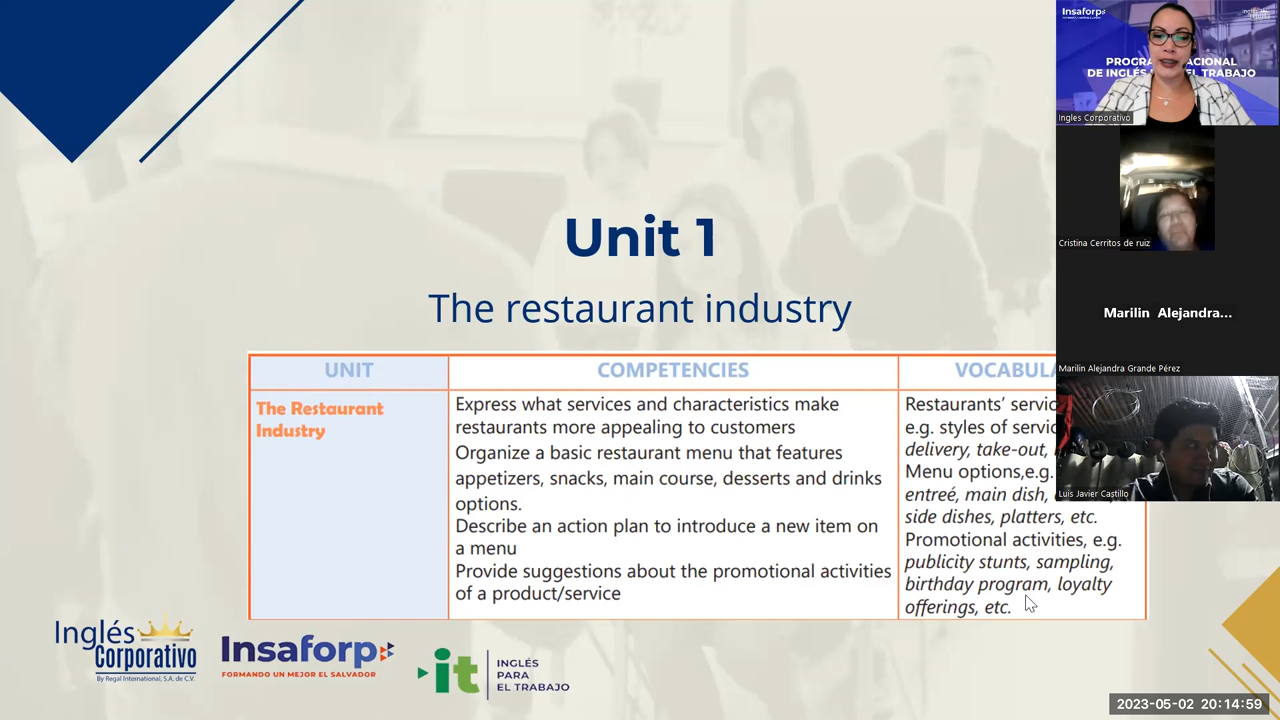 Unit 1
The restaurant industry
UNIT
COMPETENCIES
The Restaurant
Industry
Express what services and characteristics make
restaurants more appealing to customers
Organize a basic restaurant menu that features
appetizers, snacks, main course, desserts and drinks
options.
Describe an action plan to introduce a new item on
a menu
Provide suggestions about the promotional activities
of a product/service
Restaurants’
e.g. styles of
delivery, take-out,
Menu options,e.g.
entreé, main dish,
side dishes, platters, etc.
Promotional activities, e.g.
publicity stunts, sampling,
birthday program, loyalty
offerings, etc.
Inglés
Corporativo
By Regal International, S.A. de C.V.
Insaforp
FORMANDO UN MEJOR EL SALVADOR
it
INGLÉS
PARA
EL TRABAJO
Insaforp
DE INGLÉS
EL TRABAJO
Ingles Corporativo
Cristina Cerritos de ruiz
Marilin Alejandra...
Marilin Alejandra Grande Pérez
Luis Javier Castillo
2023-05-02 20:14:59